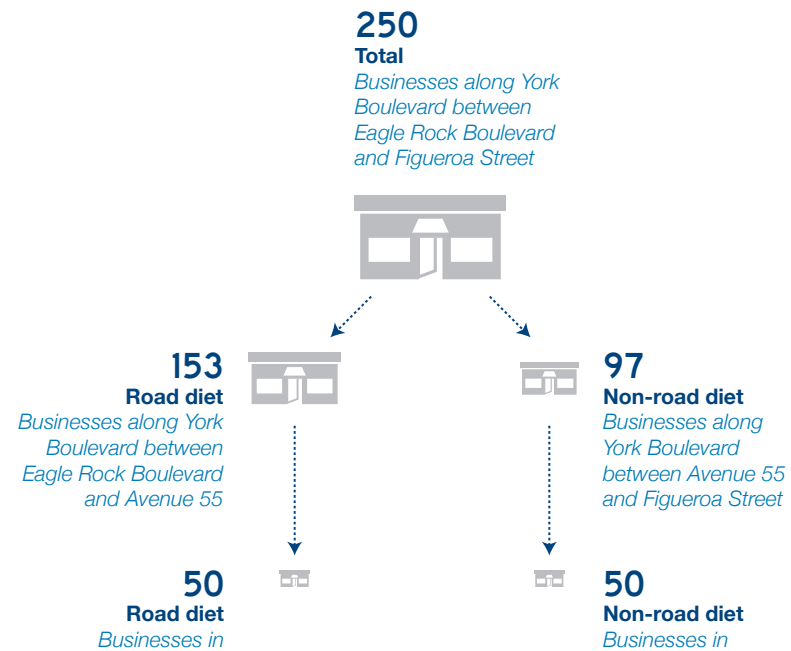 250
Total
Businesses along York
Boulevard between
Eagle Rock Boulevard
and Figueroa Street
153
Road diet
Businesses along York
Boulevard between
Eagle Rock Boulevard
and Avenue 55
97
Non-road diet
Businesses along
York Boulevard
between Avenue 55
and Figueroa Street
50
Road diet
Businesses in
50
Non-road diet
Businesses in